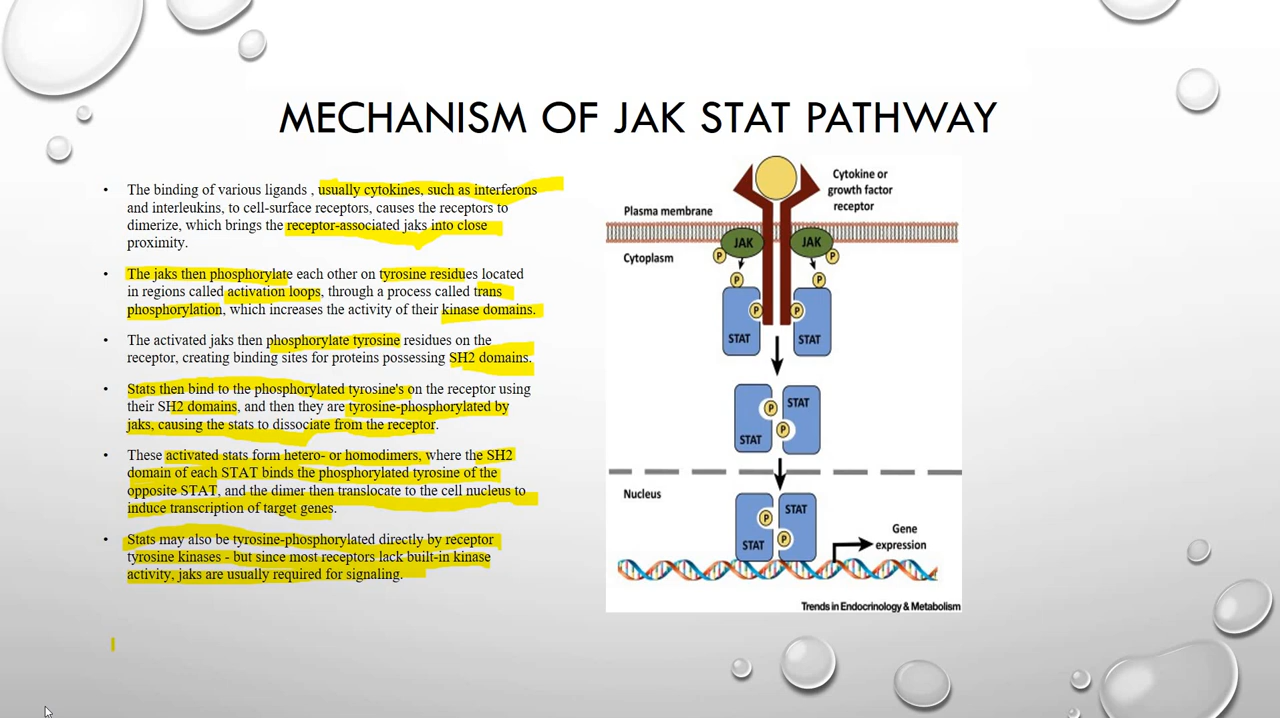 MECHANISM OF JAK STAT PATHWAY
• The binding of various ligands , usually cytokines, such as interferons
and interleukins, to cell-surface receptors, causes the receptors to
dimerize, which brings the receptor-associated jaks into close
proximity.
• The jaks then phosphorylate each other on tyrosine residues located
in regions called activation loops, through a process called trans
phosphorylation, which increases the activity of their kinase domains.
• The activated jaks then phosphorylate tyrosine residues on the
receptor, creating binding sites for proteins possessing SH2 domains.
• Stats then bind to the phosphorylated tyrosine's on the receptor using
their SH2 domains, and then they are tyrosine-phosphorylated by
jaks, causing the stats to dissociate from the receptor.
• These activated stats form hetero- or homodimers, where the SH2
domain of each STAT binds the phosphorylated tyrosine of the
opposite STAT, and the dimer then translocate to the cell nucleus to
induce transcription of target genes.
• Stats may also be tyrosine-phosphorylated directly by receptor
tyrosine kinases - but since most receptors lack built-in kinase
activity, jaks are usually required for signaling.
Cytokine or
growth factor
receptor
Plasma membrane
JAK JAK
Cytoplasm
P P
P P
P P
STAT STAT
STAT
P
P
STAT
Nucleus
STAT
P
P
STAT
Gene
expression
Trends in Endocrinology & Metabolism